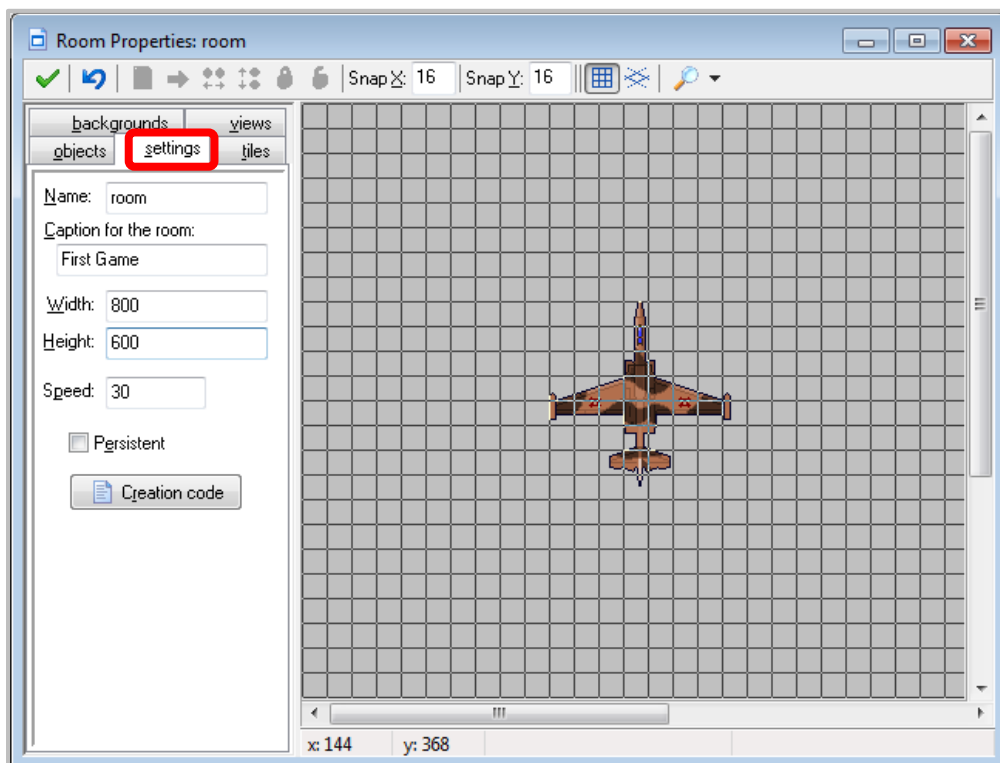 Room Properties: room
Snap X: 16 Snap Y: 16
backgrounds views
objects settings tiles
Name: room
Caption for the room:
First Game
Width: 800
Height: 600
Speed: 30
Persistent
Creation code
x: 144 y: 368